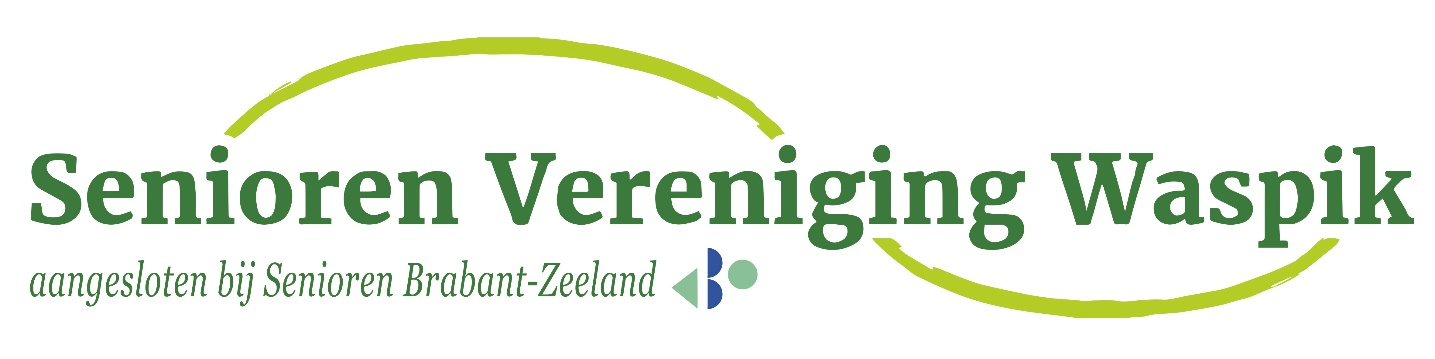 Senioren Vereniging Waspik
aangesloten bij Senioren Brabant-Zeeland